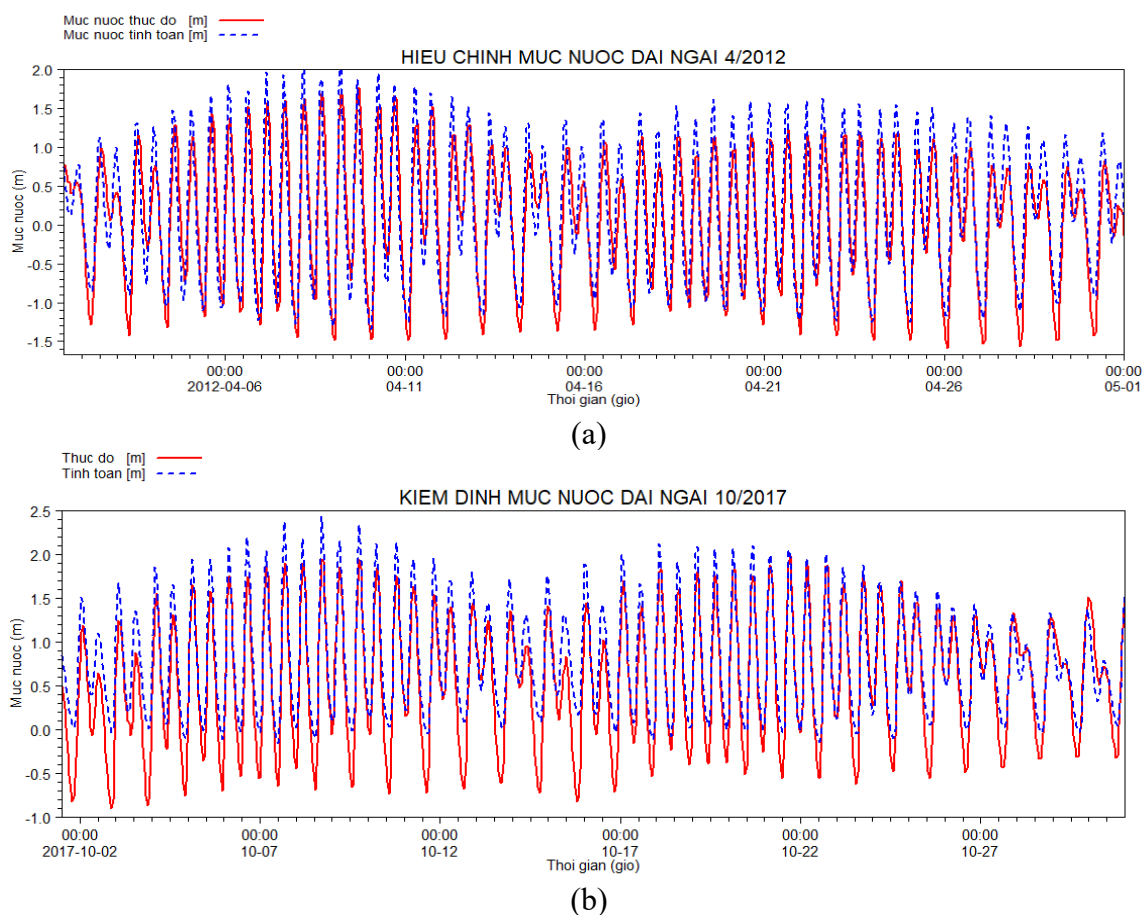 Muc nuoc thuc do [m]
Muc nuoc tinh toan [m]
HIEU CHINH MUC NUOC DAI NGAI 4/2012
2.0
1.5
1.0
0.5
0.0
-0.5
-1.0
-1.5
Muc nuoc (m)
00:00 00:00 00:00 00:00 00:00 00:00
2012-04-06 04-11 04-16 04-21 04-26 05-01
Thoi gian (gio)
(a)
Thuc do [m]
Tinh toan [m]
KIEM DINH MUC NUOC DAI NGAI 10/2017
2.5
2.0
1.5
1.0
0.5
0.0
-0.5
-1.0
Muc nuoc (m)
00:00 00:00 00:00 00:00 00:00 00:00
2017-10-02 10-07 10-12 10-17 10-22 10-27
Thoi gian (gio)
(b)